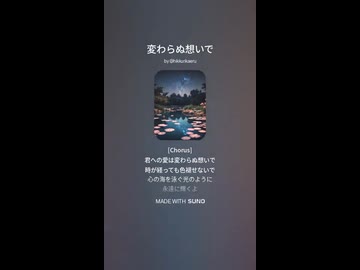 変わらぬ想いで
by @hikkokaeru
[Chorus]
君への愛は変わらぬ想いで
時が経っても色褪せないで
心の海を泳ぐ光のように
永遠に輝くよ
MADE WITH SUNO